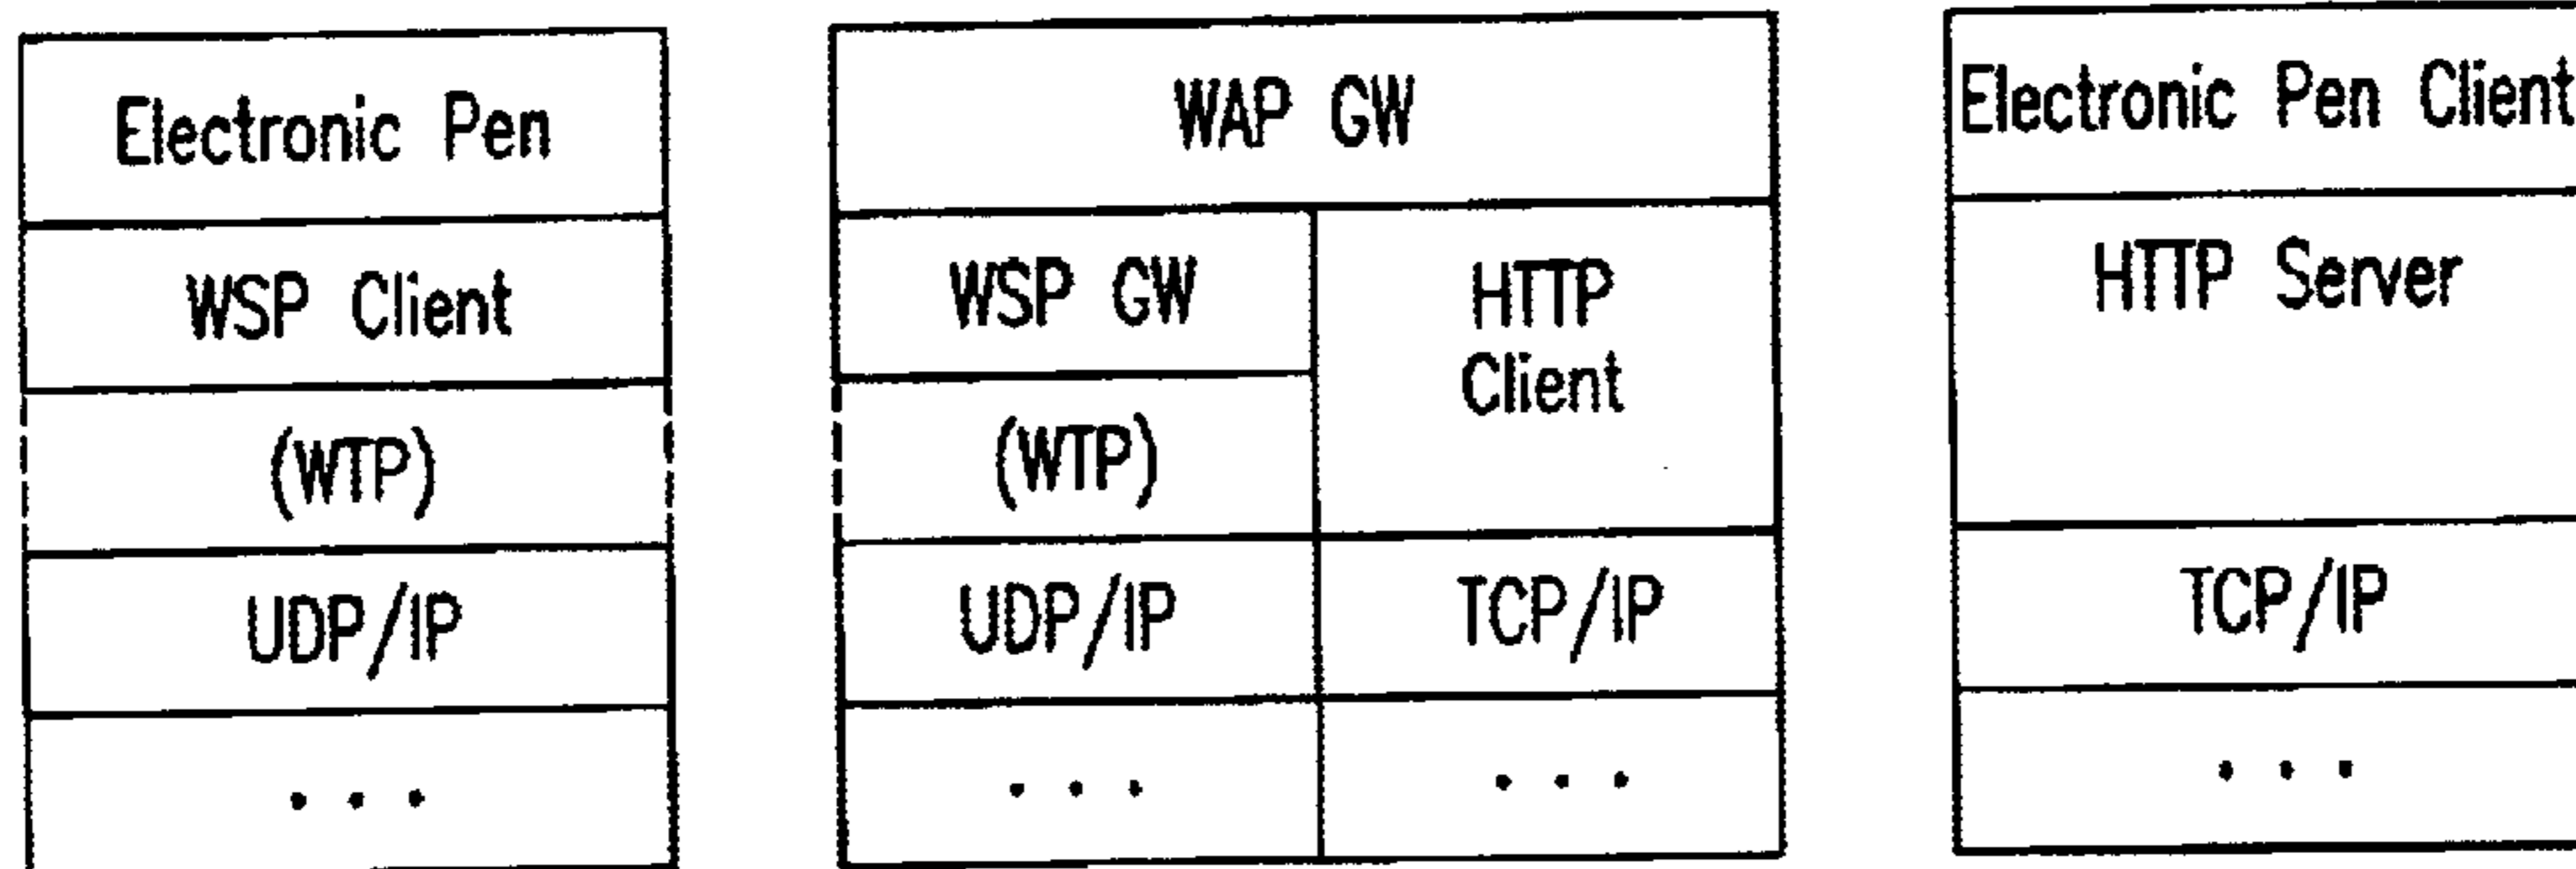 Electronic Pen
WSP Client
(WTP)
UDP/IP
. . .
WAP GW
WSP GW
(WTP)
UDP/IP
. . .
HTTP
Client
TCP/IP
. . .
Electronic Pen Client
HTTP Server
TCP/IP
. . .